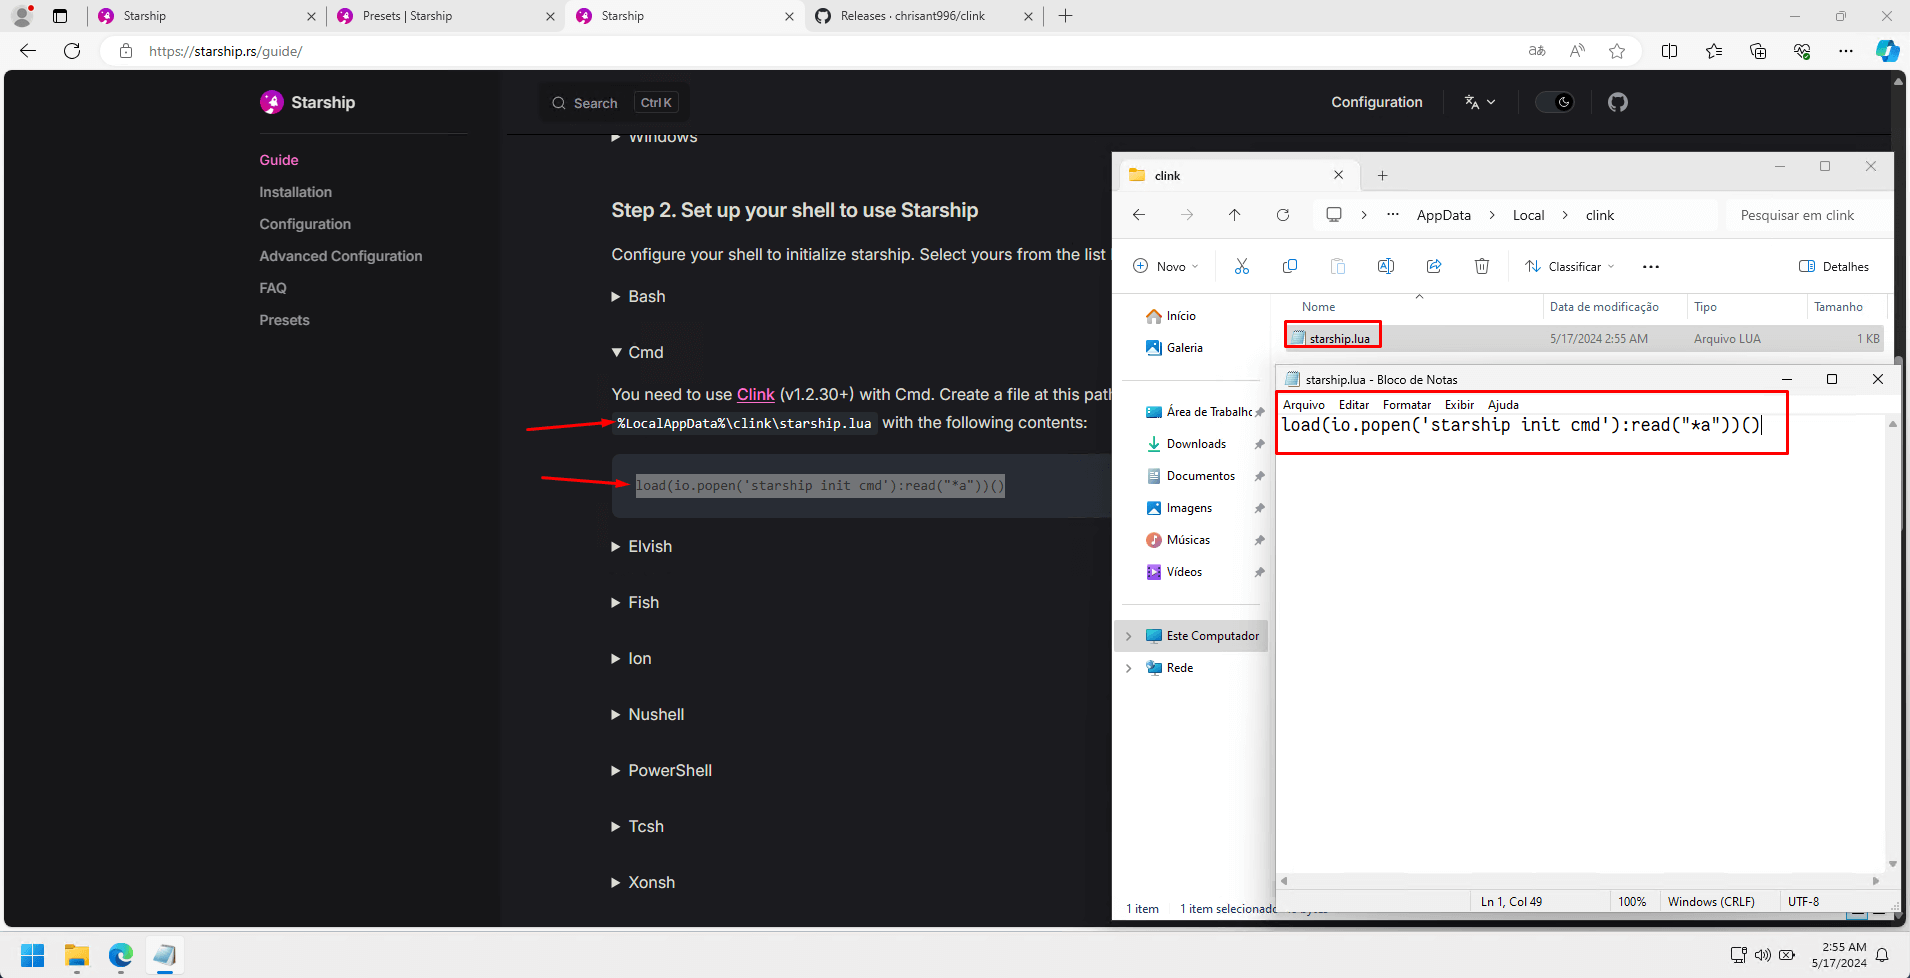 Starship
Presets | Starship
Starship
Releases · chrisant996/clink
https://starship.rs/guide/
Starship
Search
Ctrl K
Configuration
Guide
Installation
Configuration
Advanced Configuration
FAQ
Presets
Windows
Step 2. Set up your shell to use Starship
Configure your shell to initialize starship. Select yours from the list
Bash
Cmd
You need to use Clink (v1.2.30+) with Cmd. Create a file at this path
%LocalAppData%\clink\starship.lua with the following contents:
load(io.popen('starship init cmd'):read("*a"))()
Elvish
Fish
Ion
Nushell
PowerShell
Tcsh
Xonsh
clink
AppData > Local > clink
Pesquisar em clink
Novo
Classificar
Detalhes
Nome
Data de modificação
Tipo
Tamanho
starship.lua
5/17/2024 2:55 AM
Arquivo LUA
1 KB
Início
Galeria
Área de Trabalho
Downloads
Documentos
Imagens
Músicas
Vídeos
Este Computador
Rede
1 item
1 item selecionado
starship.lua - Bloco de Notas
Arquivo Editar Formatar Exibir Ajuda
load(io.popen('starship init cmd'):read("*a"))()
Ln 1, Col 49
100%
Windows (CRLF)
UTF-8
2:55 AM
5/17/2024